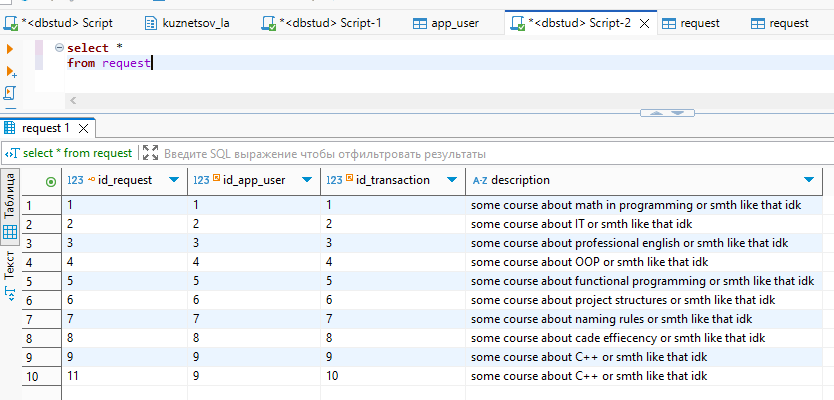 *<dbstud> Script kuznetsov_la *<dbstud> Script-1 app_user *<dbstud> Script-2 request request
select *
from request
request 1
select * from request Введите SQL выражение чтобы отфильтровать результаты
Таблица
Текст
123 id_request 123 id_app_user 123 id_transaction A-Z description
1 1 1 1 some course about math in programming or smth like that idk
2 2 2 2 some course about IT or smth like that idk
3 3 3 3 some course about professional english or smth like that idk
4 4 4 4 some course about OOP or smth like that idk
5 5 5 5 some course about functional programming or smth like that idk
6 6 6 6 some course about project structures or smth like that idk
7 7 7 7 some course about naming rules or smth like that idk
8 8 8 8 some course about cade effiecency or smth like that idk
9 9 9 9 some course about C++ or smth like that idk
10 11 9 10 some course about C++ or smth like that idk